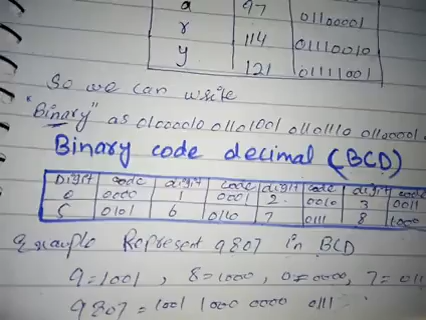 a 97 01100001
r 114 01110010
y 121 01111001
So we can write
"Binary" as 01000010 01101001 01101110 01100001
Binary code decimal (BCD)
Digit code digit code digit code digit code
0 0000 1 0001 2 0010 3 0011
5 0101 6 0110 7 0111 8 1000
Example Represent 9807 in BCD
9=1001, 8=1000, 0=0000, 7=011
9807=1001 1000 0000 0111